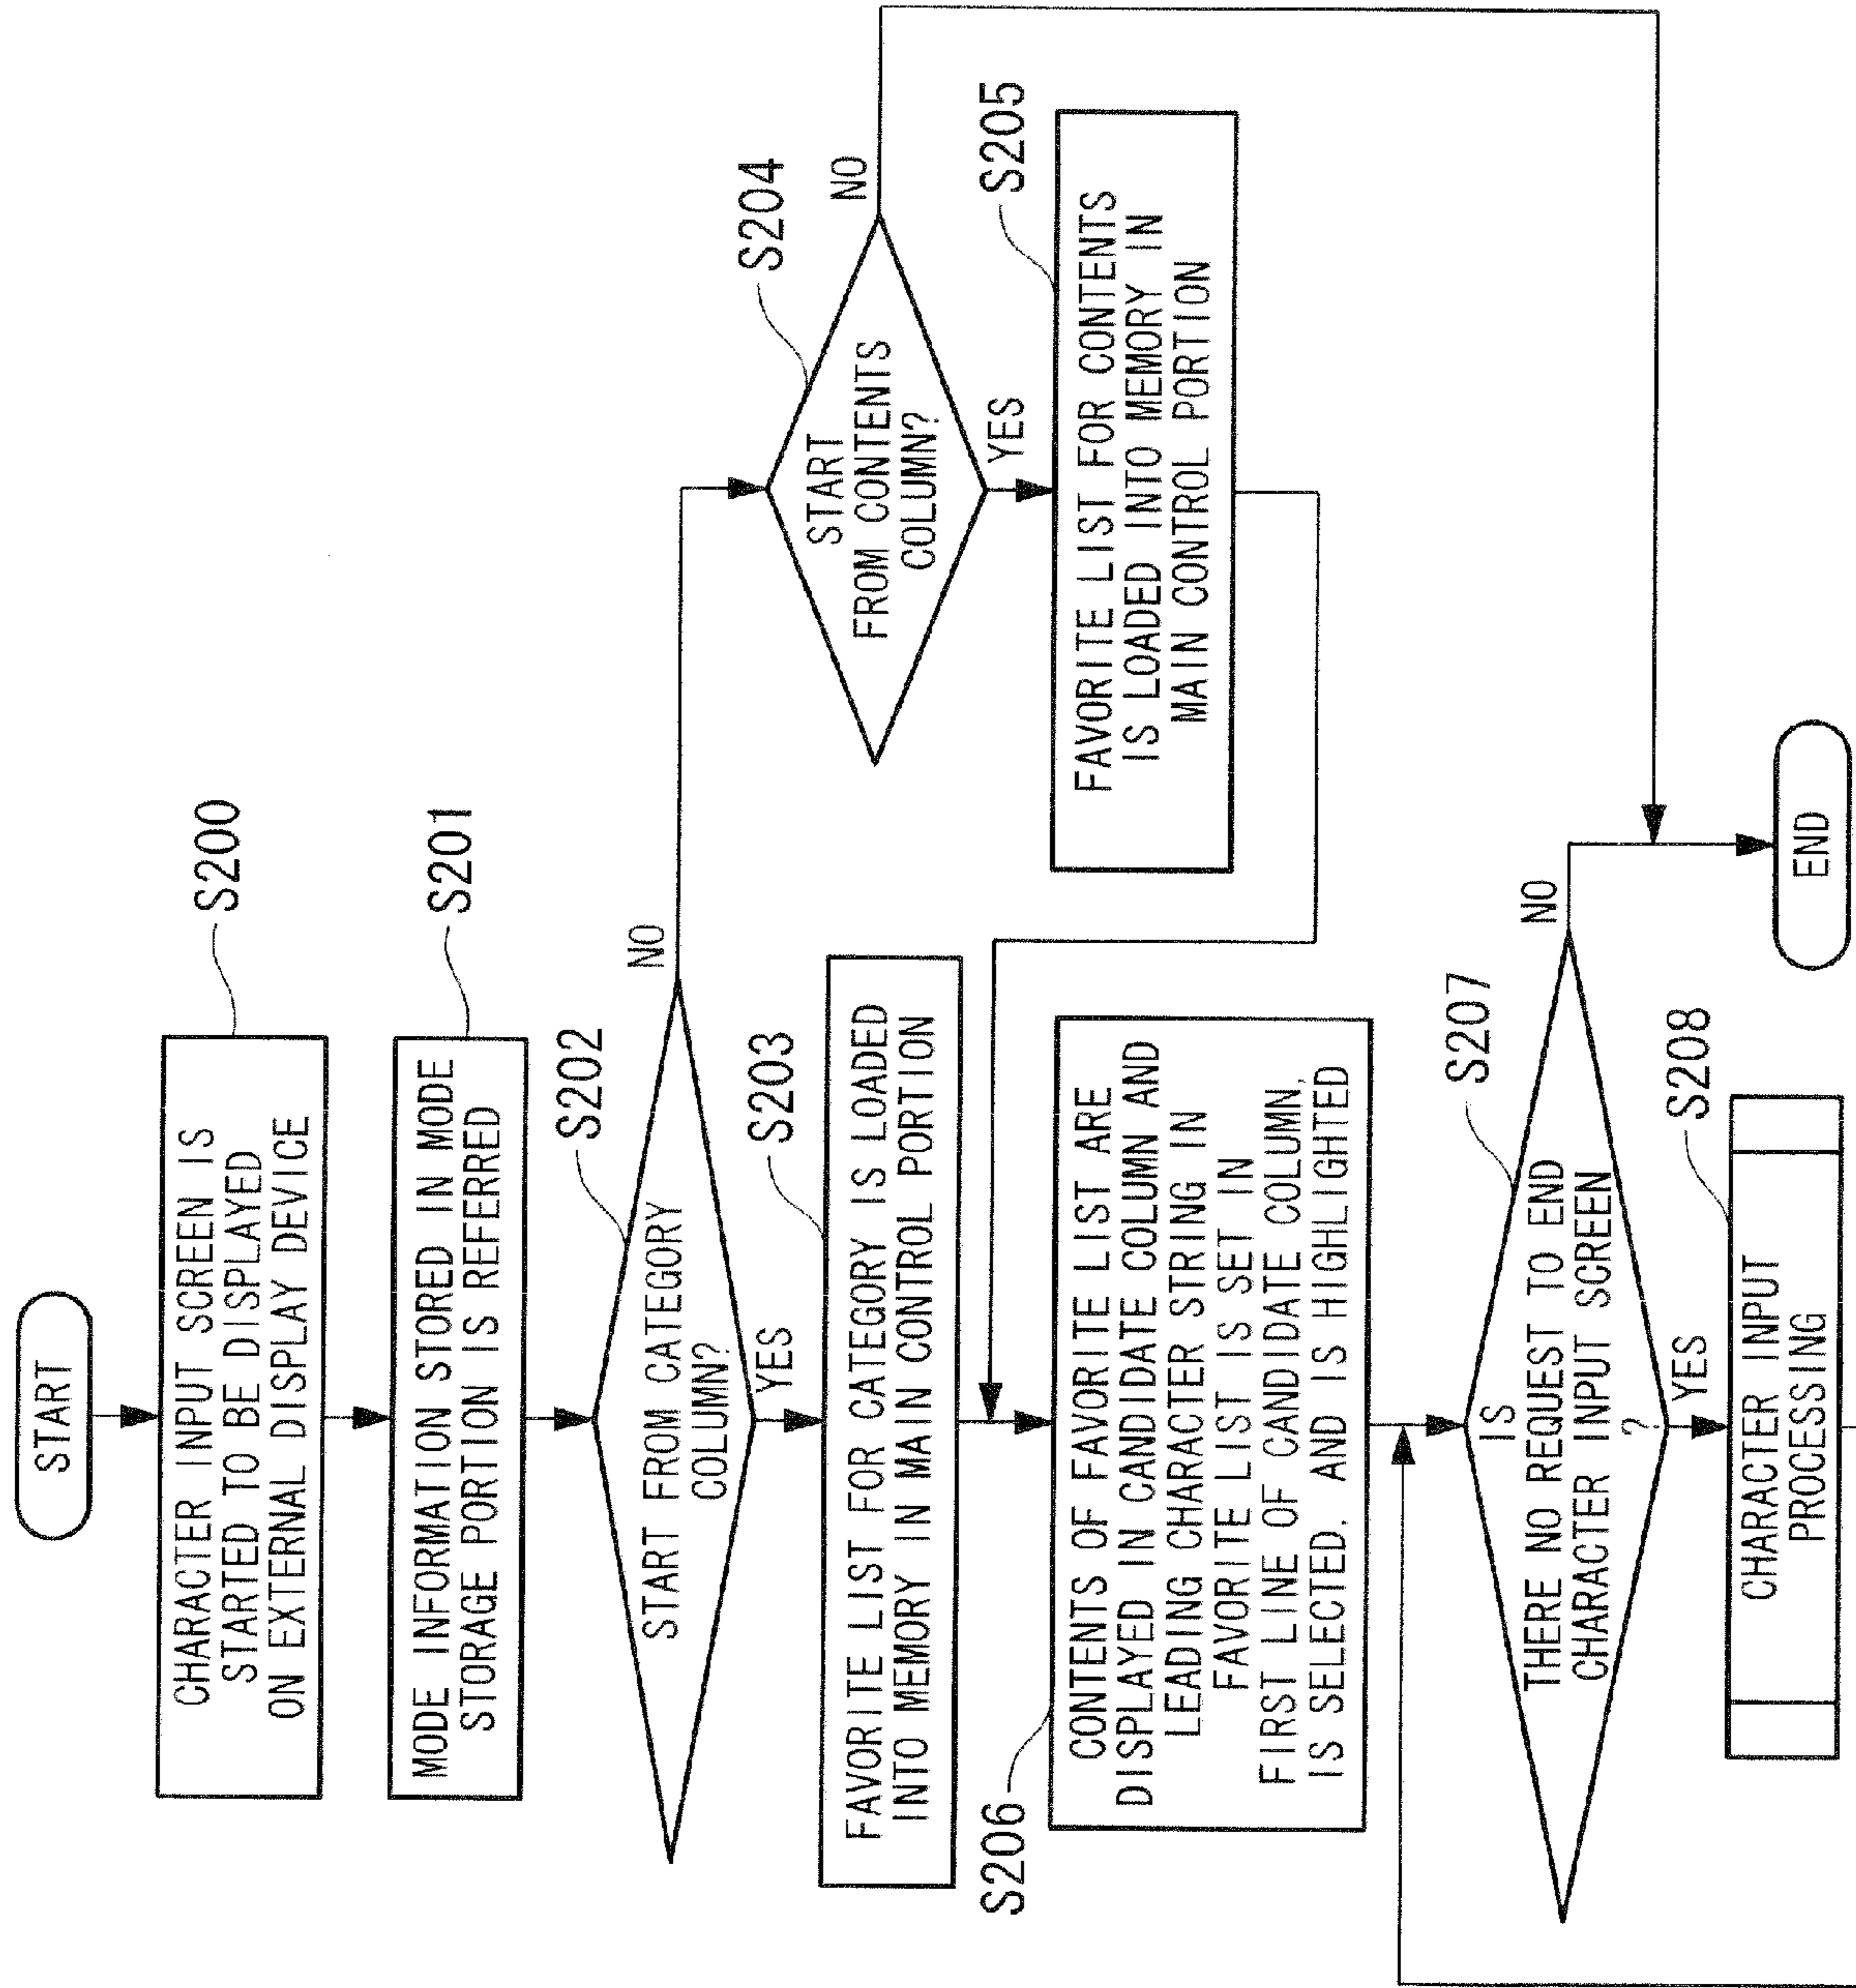 START
S200
CHARACTER INPUT SCREEN IS
STARTED TO BE DISPLAYED
ON EXTERNAL DISPLAY DEVICE
S201
MODE INFORMATION STORED IN MODE
STORAGE PORTION IS REFERRED
S202
START FROM CATEGORY
COLUMN?
NO
YES
S203
FAVORITE LIST FOR CATEGORY IS LOADED
INTO MEMORY IN MAIN CONTROL PORTION
S204
START
FROM CONTENTS
COLUMN?
NO
YES
S205
FAVORITE LIST FOR CONTENTS
IS LOADED INTO MEMORY IN
MAIN CONTROL PORTION
S206
CONTENTS OF FAVORITE LIST ARE
DISPLAYED IN CANDIDATE COLUMN AND
LEADING CHARACTER STRING IN
FAVORITE LIST IS SET IN
FIRST LINE OF CANDIDATE COLUMN,
IS SELECTED, AND IS HIGHLIGHTED
S207
IS
THERE NO REQUEST TO END
CHARACTER INPUT SCREEN
?
NO
YES
S208
CHARACTER INPUT
PROCESSING
END